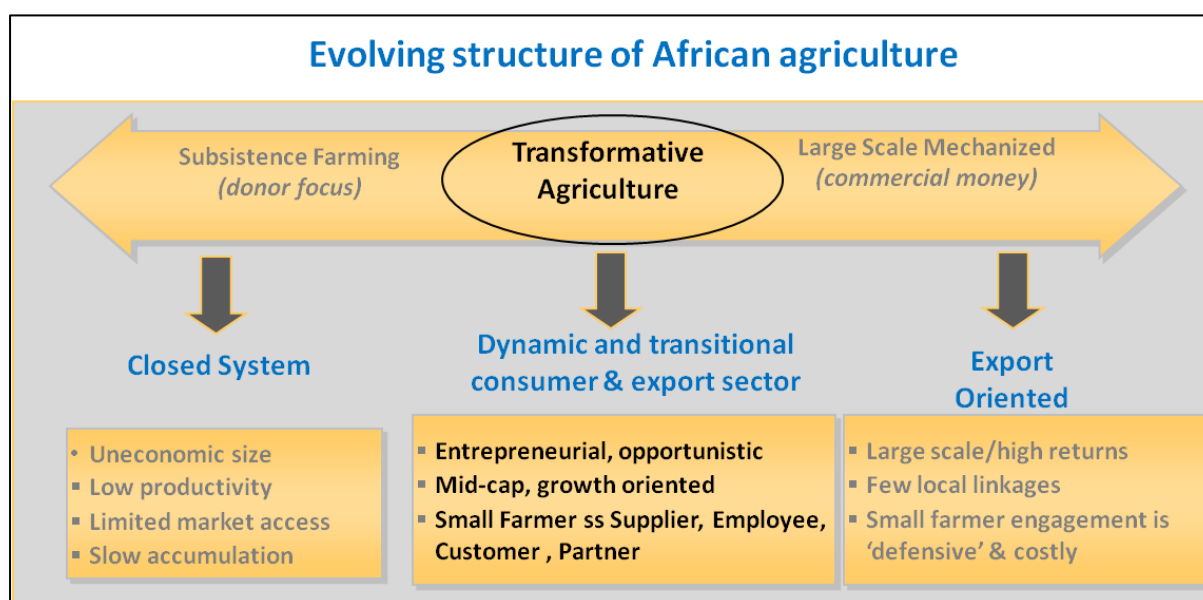 Evolving structure of African agriculture
Subsistence Farming
(donor focus)
Transformative
Agriculture
Large Scale Mechanized
(commercial money)
Closed System
Dynamic and transitional
consumer & export sector
Export
Oriented
• Uneconomic size
▪ Low productivity
▪ Limited market access
▪ Slow accumulation
▪ Entrepreneurial, opportunistic
▪ Mid-cap, growth oriented
▪ Small Farmer ss Supplier, Employee,
Customer , Partner
▪ Large scale/high returns
▪ Few local linkages
▪ Small farmer engagement is
‘defensive’ & costly